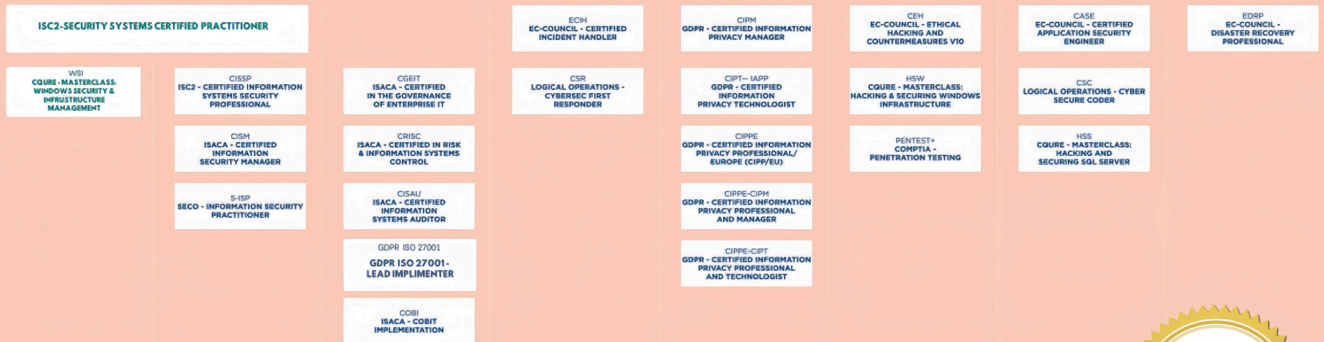 ISC2-SECURITY SYSTEMS CERTIFIED PRACTITIONER
WSI
CQURE - MASTERCLASS:
WINDOWS SECURITY &
INFRUSTRUCTURE
MANAGEMENT
CISSP
ISC2 - CERTIFIED INFORMATION
SYSTEMS SECURITY
PROFESSIONAL
CISM
ISACA - CERTIFIED
INFORMATION
SECURITY MANAGER
S-ISP
SECO - INFORMATION SECURITY
PRACTITIONER
CGEIT
ISACA - CERTIFIED
IN THE GOVERNANCE
OF ENTERPRISE IT
CRISC
ISACA - CERTIFIED IN RISK
& INFORMATION SYSTEMS
CONTROL
CISAU
ISACA - CERTIFIED
INFORMATION
SYSTEMS AUDITOR
GDPR ISO 27001
GDPR ISO 27001-
LEAD IMPLIMENTER
COBI
ISACA - COBIT
IMPLEMENTATION
ECIH
EC-COUNCIL - CERTIFIED
INCIDENT HANDLER
CSR
LOGICAL OPERATIONS -
CYBERSEC FIRST
RESPONDER
CIPM
GDPR - CERTIFIED INFORMATION
PRIVACY MANAGER
CIPT— IAPP
GDPR - CERTIFIED
INFORMATION
PRIVACY TECHNOLOGIST
CIPPE
GDPR - CERTIFIED INFORMATION
PRIVACY PROFESSIONAL/
EUROPE (CIPP/EU)
CIPPE-CIPM
GDPR - CERTIFIED INFORMATION
PRIVACY PROFESSIONAL
AND MANAGER
CIPPE-CIPT
GDPR - CERTIFIED INFORMATION
PRIVACY PROFESSIONAL
AND TECHNOLOGIST
CEH
EC-COUNCIL - ETHICAL
HACKING AND
COUNTERMEASURES V10
HSW
CQURE - MASTERCLASS:
HACKING & SECURING WINDOWS
INFRASTRUCTURE
PENTEST+
COMPTIA -
PENETRATION TESTING
CASE
EC-COUNCIL - CERTIFIED
APPLICATION SECURITY
ENGINEER
CSC
LOGICAL OPERATIONS - CYBER
SECURE CODER
HSS
CQURE - MASTERCLASS:
HACKING AND
SECURING SQL SERVER
EDRP
EC-COUNCIL -
DISASTER RECOVERY
PROFESSIONAL